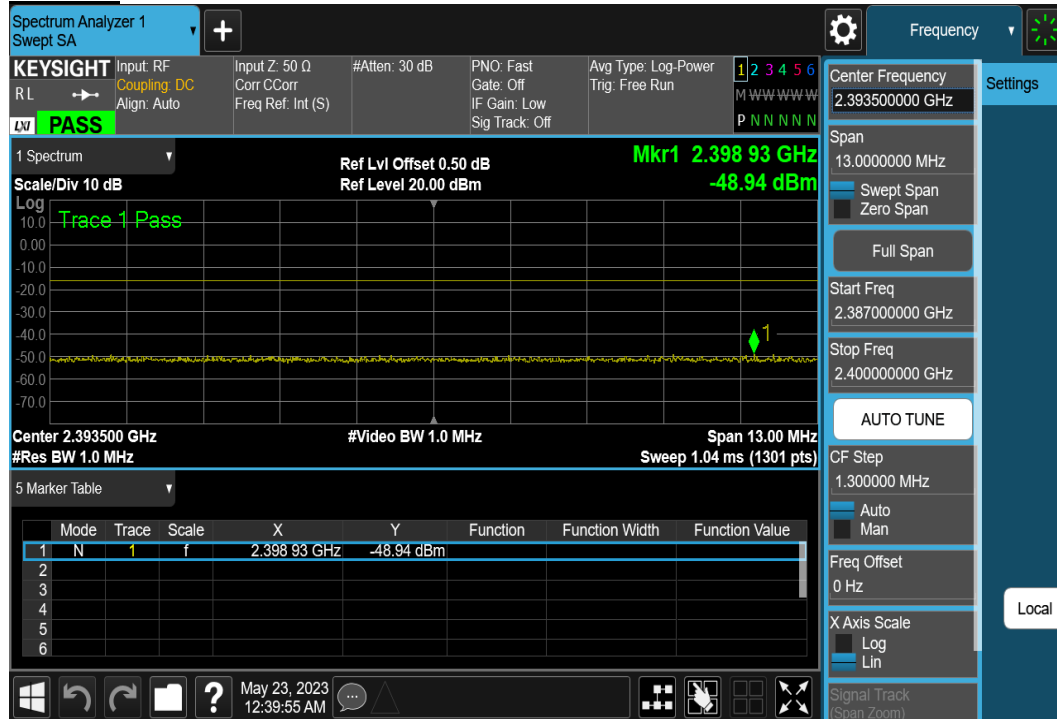 Spectrum Analyzer 1
Swept SA
+
Frequency
KEYSIGHT
RL
LXI PASS
Input: RF
Coupling: DC
Align: Auto
Input Z: 50 Ω
Corr CCorr
Freq Ref: Int (S)
#Atten: 30 dB
PNO: Fast
Gate: Off
IF Gain: Low
Sig Track: Off
Avg Type: Log-Power
Trig: Free Run
1 2 3 4 5 6
M W W W W W
P N N N N N
1 Spectrum
Scale/Div 10 dB
Ref Lvl Offset 0.50 dB
Ref Level 20.00 dBm
Mkr1 2.398 93 GHz
-48.94 dBm
Log
Trace 1 Pass
10.0
0.00
-10.0
-20.0
-30.0
-40.0
-50.0
-60.0
-70.0
1
Center 2.393500 GHz
#Video BW 1.0 MHz
Span 13.00 MHz
#Res BW 1.0 MHz
Sweep 1.04 ms (1301 pts)
5 Marker Table
Mode Trace Scale X Y Function Function Width Function Value
1 N 1 f 2.398 93 GHz -48.94 dBm
2
3
4
5
6
May 23, 2023
12:39:55 AM
?
Center Frequency
2.393500000 GHz
Span
13.0000000 MHz
Swept Span
Zero Span
Full Span
Start Freq
2.387000000 GHz
Stop Freq
2.400000000 GHz
AUTO TUNE
CF Step
1.300000 MHz
Auto
Man
Freq Offset
0 Hz
X Axis Scale
Log
Lin
Signal Track
(Span Zoom)
Settings
Local